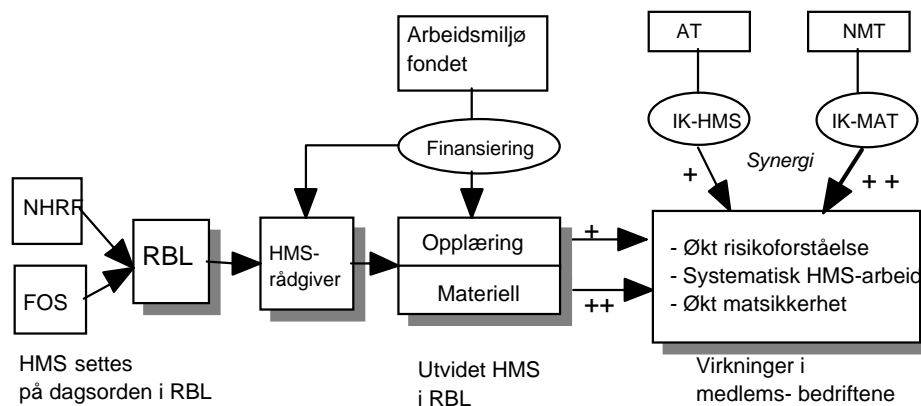 Arbeidsmiljø
fondet
AT
NMT
Finansiering
IK-HMS
IK-MAT
Synergi
+
+ +
NHRF
RBL
HMS-
rådgiver
Opplæring
Materiell
+
++
- Økt risikoforståelse
- Systematisk HMS-arbeid
- Økt matsikkerhet
FOS
HMS settes
på dagsorden i RBL
Utvidet HMS
i RBL
Virkninger i
medlems- bedriftene